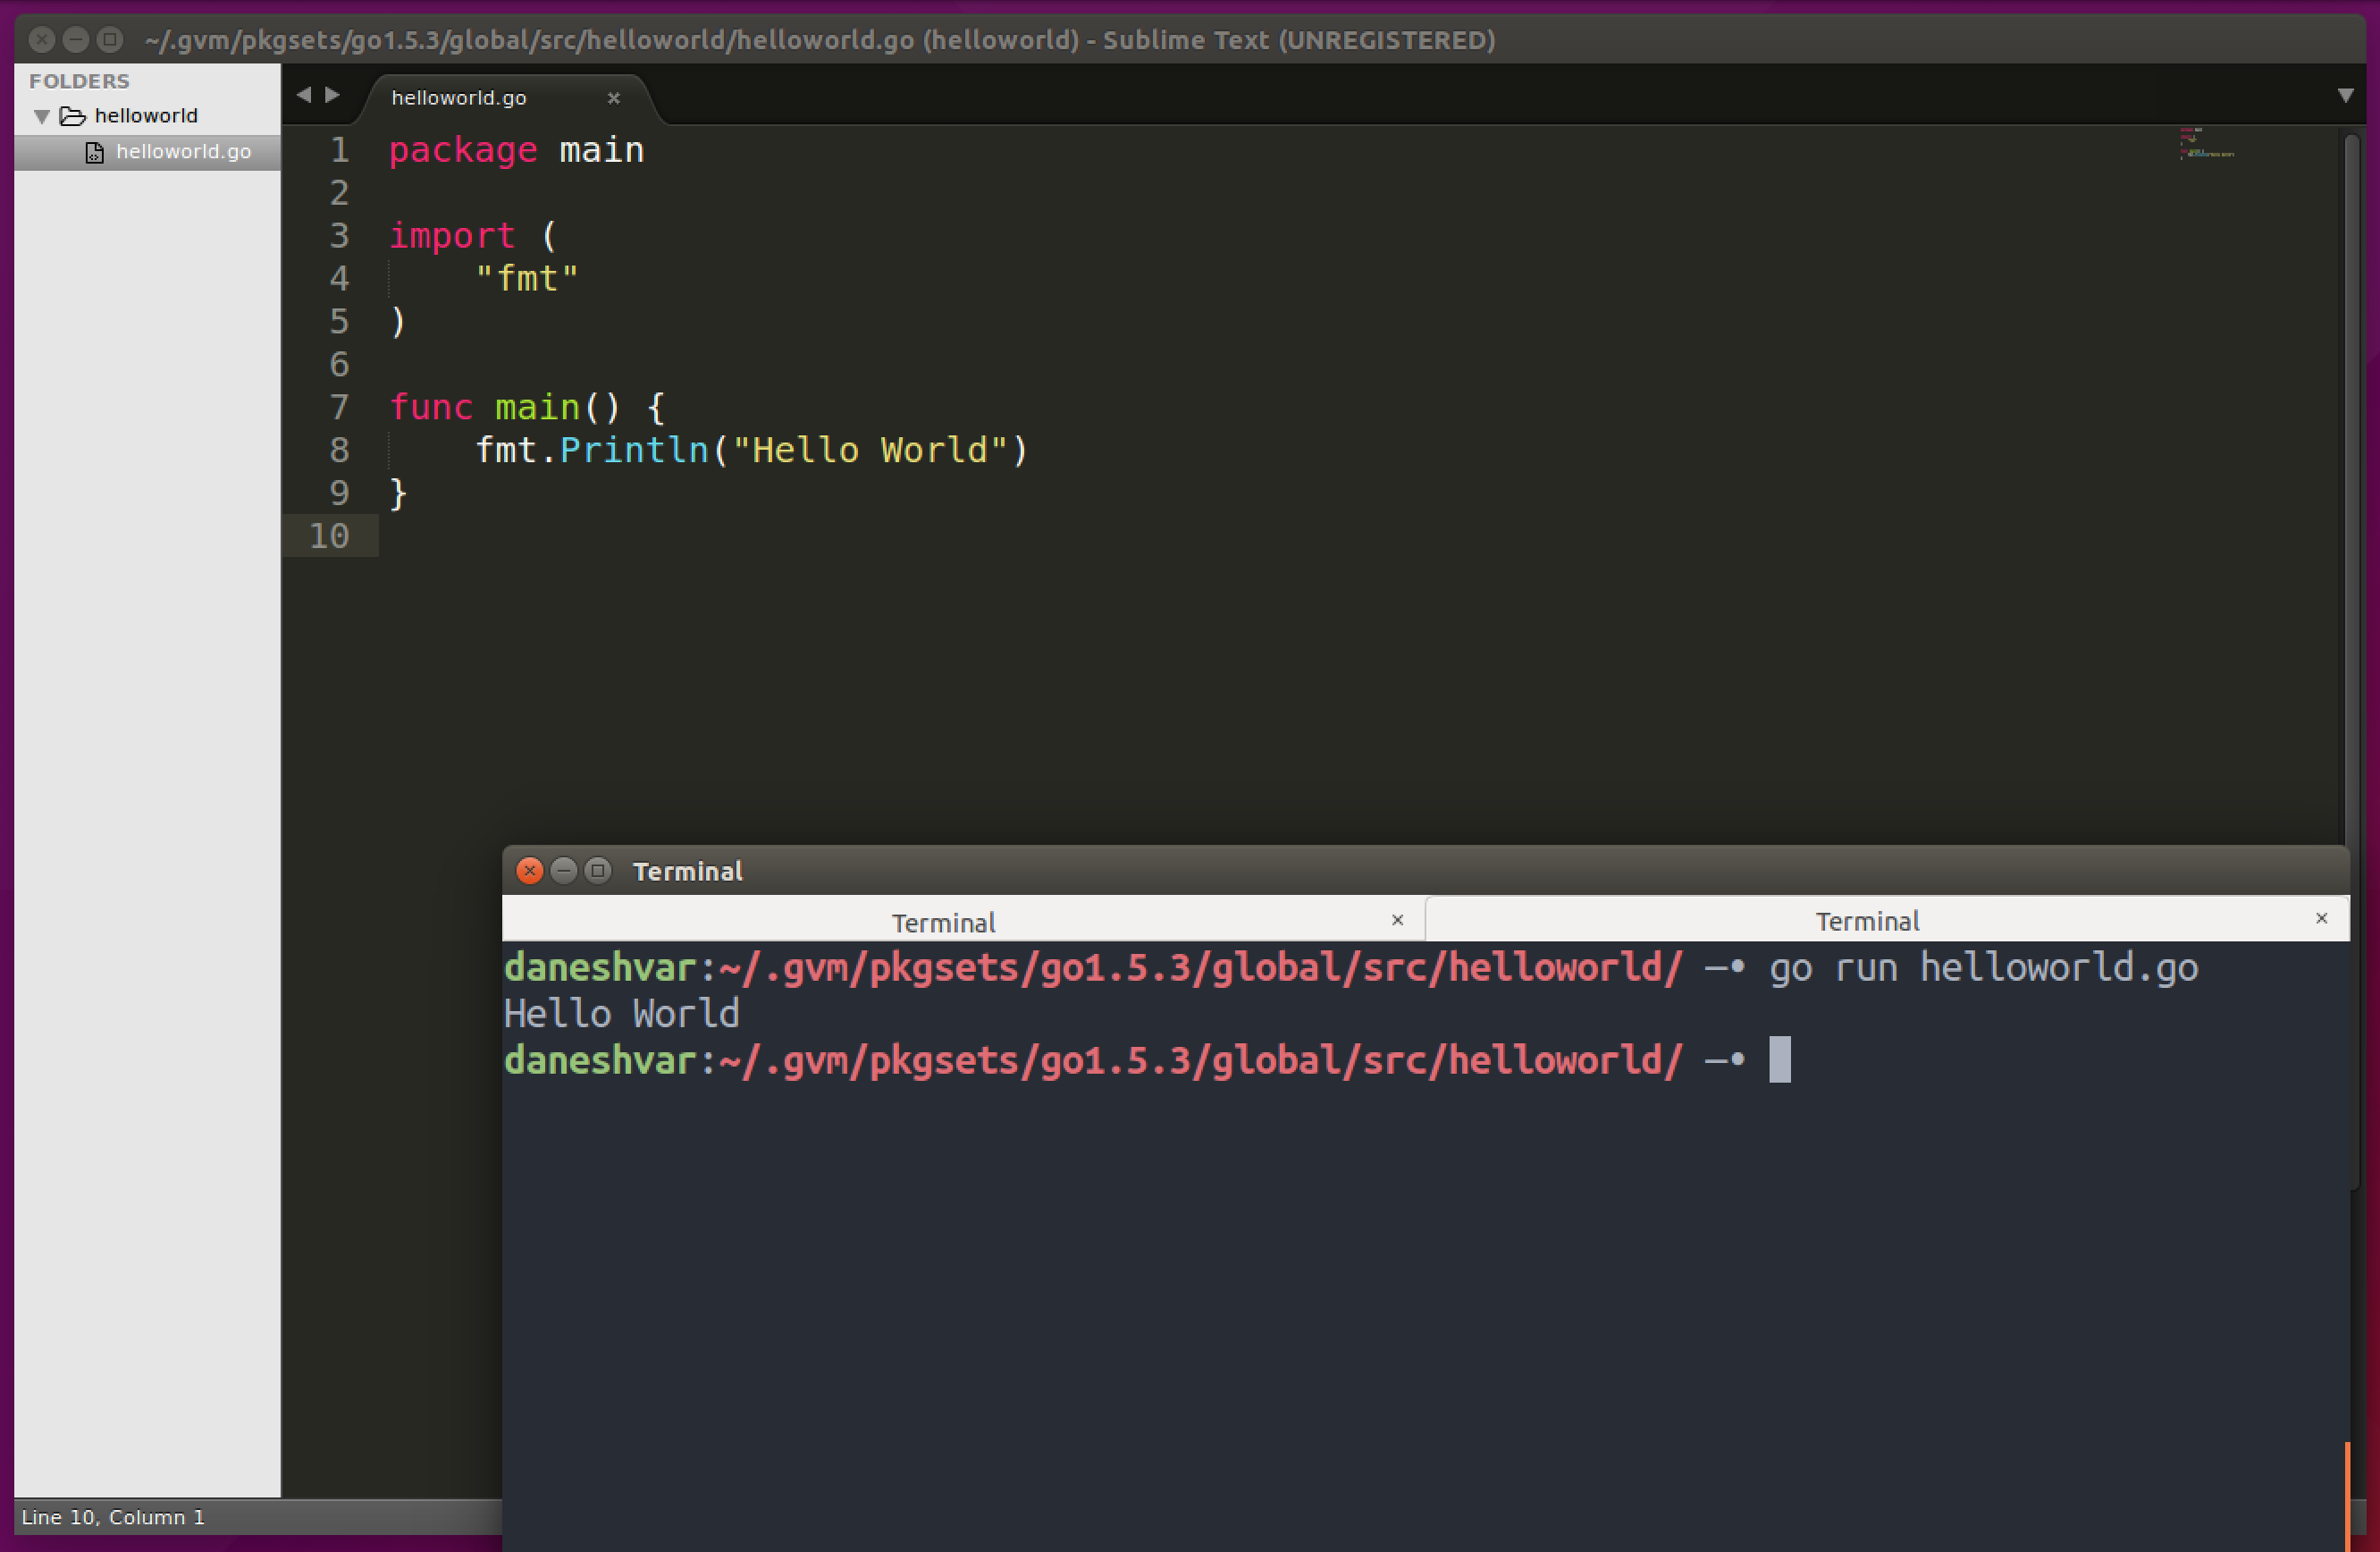 ~/.gvm/pkgsets/go1.5.3/global/src/helloworld/helloworld.go (helloworld) - Sublime Text (UNREGISTERED)
FOLDERS
helloworld
helloworld.go
helloworld.go
1 package main
2
3 import (
4     "fmt"
5 )
6
7 func main() {
8     fmt.Println("Hello World")
9 }
10
Terminal
Terminal
Terminal
daneshvar:~/.gvm/pkgsets/go1.5.3/global/src/helloworld/ —• go run helloworld.go
Hello World
daneshvar:~/.gvm/pkgsets/go1.5.3/global/src/helloworld/ —•
Line 10, Column 1